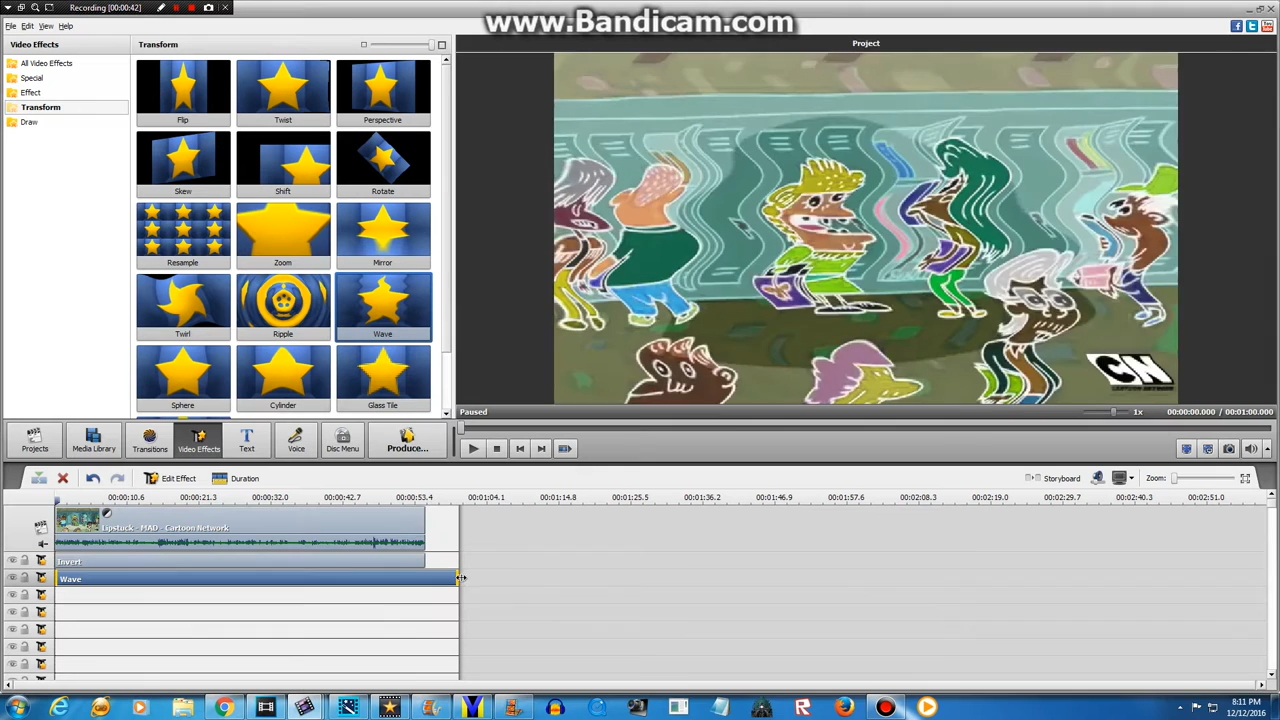 Recording [00:00:42]
www.Bandicam.com
File Edit View Help
Video Effects
Transform
Project
All Video Effects
Special
Effect
Transform
Draw
Flip
Twist
Perspective
Skew
Shift
Rotate
Resample
Zoom
Mirror
Twirl
Ripple
Wave
Sphere
Cylinder
Glass Tile
CN
CARTOON NETWORK
Paused
1x
00:00:00.000 / 00:01:00.000
Projects
Media Library
Transitions
Video Effects
Text
Voice
Disc Menu
Produce...
Edit Effect
Duration
Storyboard
Zoom:
00:00:10.6 00:00:21.3 00:00:32.0 00:00:42.7 00:00:53.4 00:01:04.1 00:01:14.8 00:01:25.5 00:01:36.2 00:01:46.9 00:01:57.6 00:02:08.3 00:02:19.0 00:02:29.7 00:02:40.3 00:02:51.0
Lipstuck - MAD - Cartoon Network
Invert
Wave
8:11 PM
12/12/2016